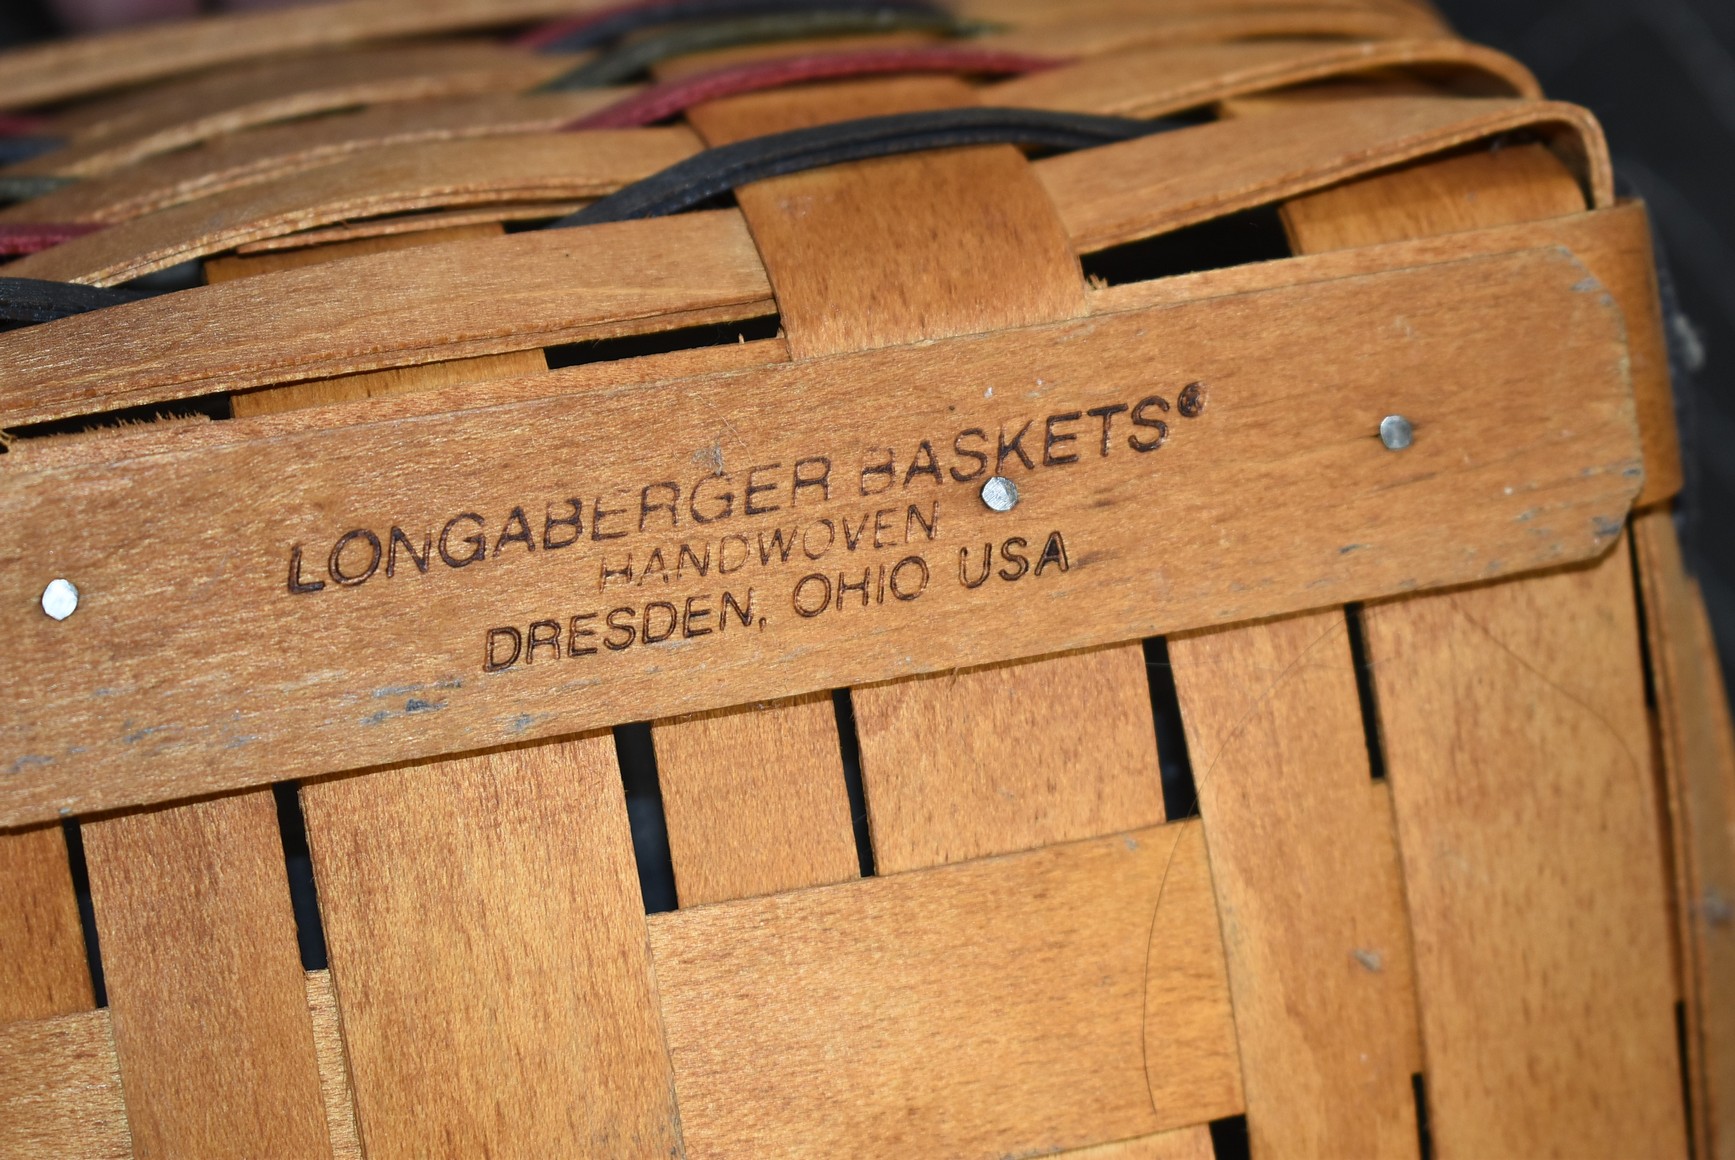 LONGABERGER BASKETS®
HANDWOVEN
DRESDEN, OHIO USA